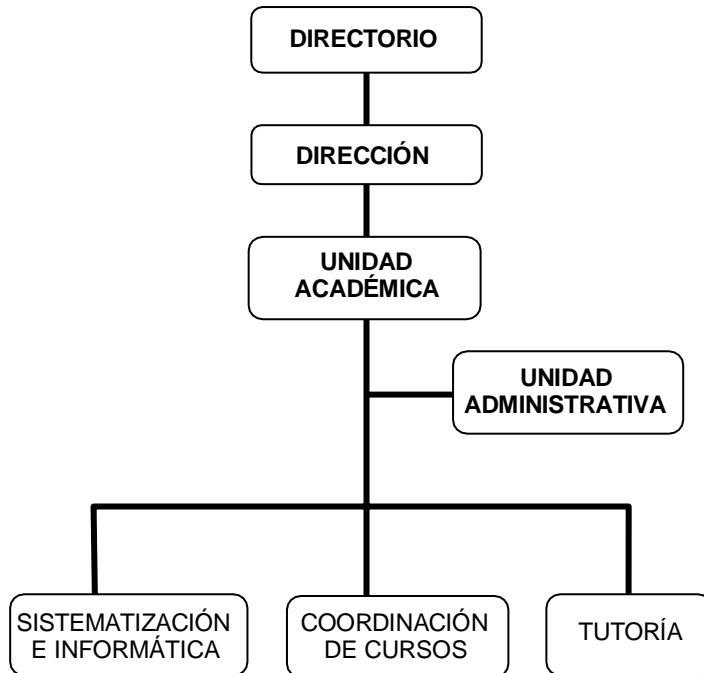 DIRECTORIO
DIRECCIÓN
UNIDAD
ACADÉMICA
UNIDAD
ADMINISTRATIVA
SISTEMATIZACIÓN
E INFORMÁTICA
COORDINACIÓN
DE CURSOS
TUTORÍA